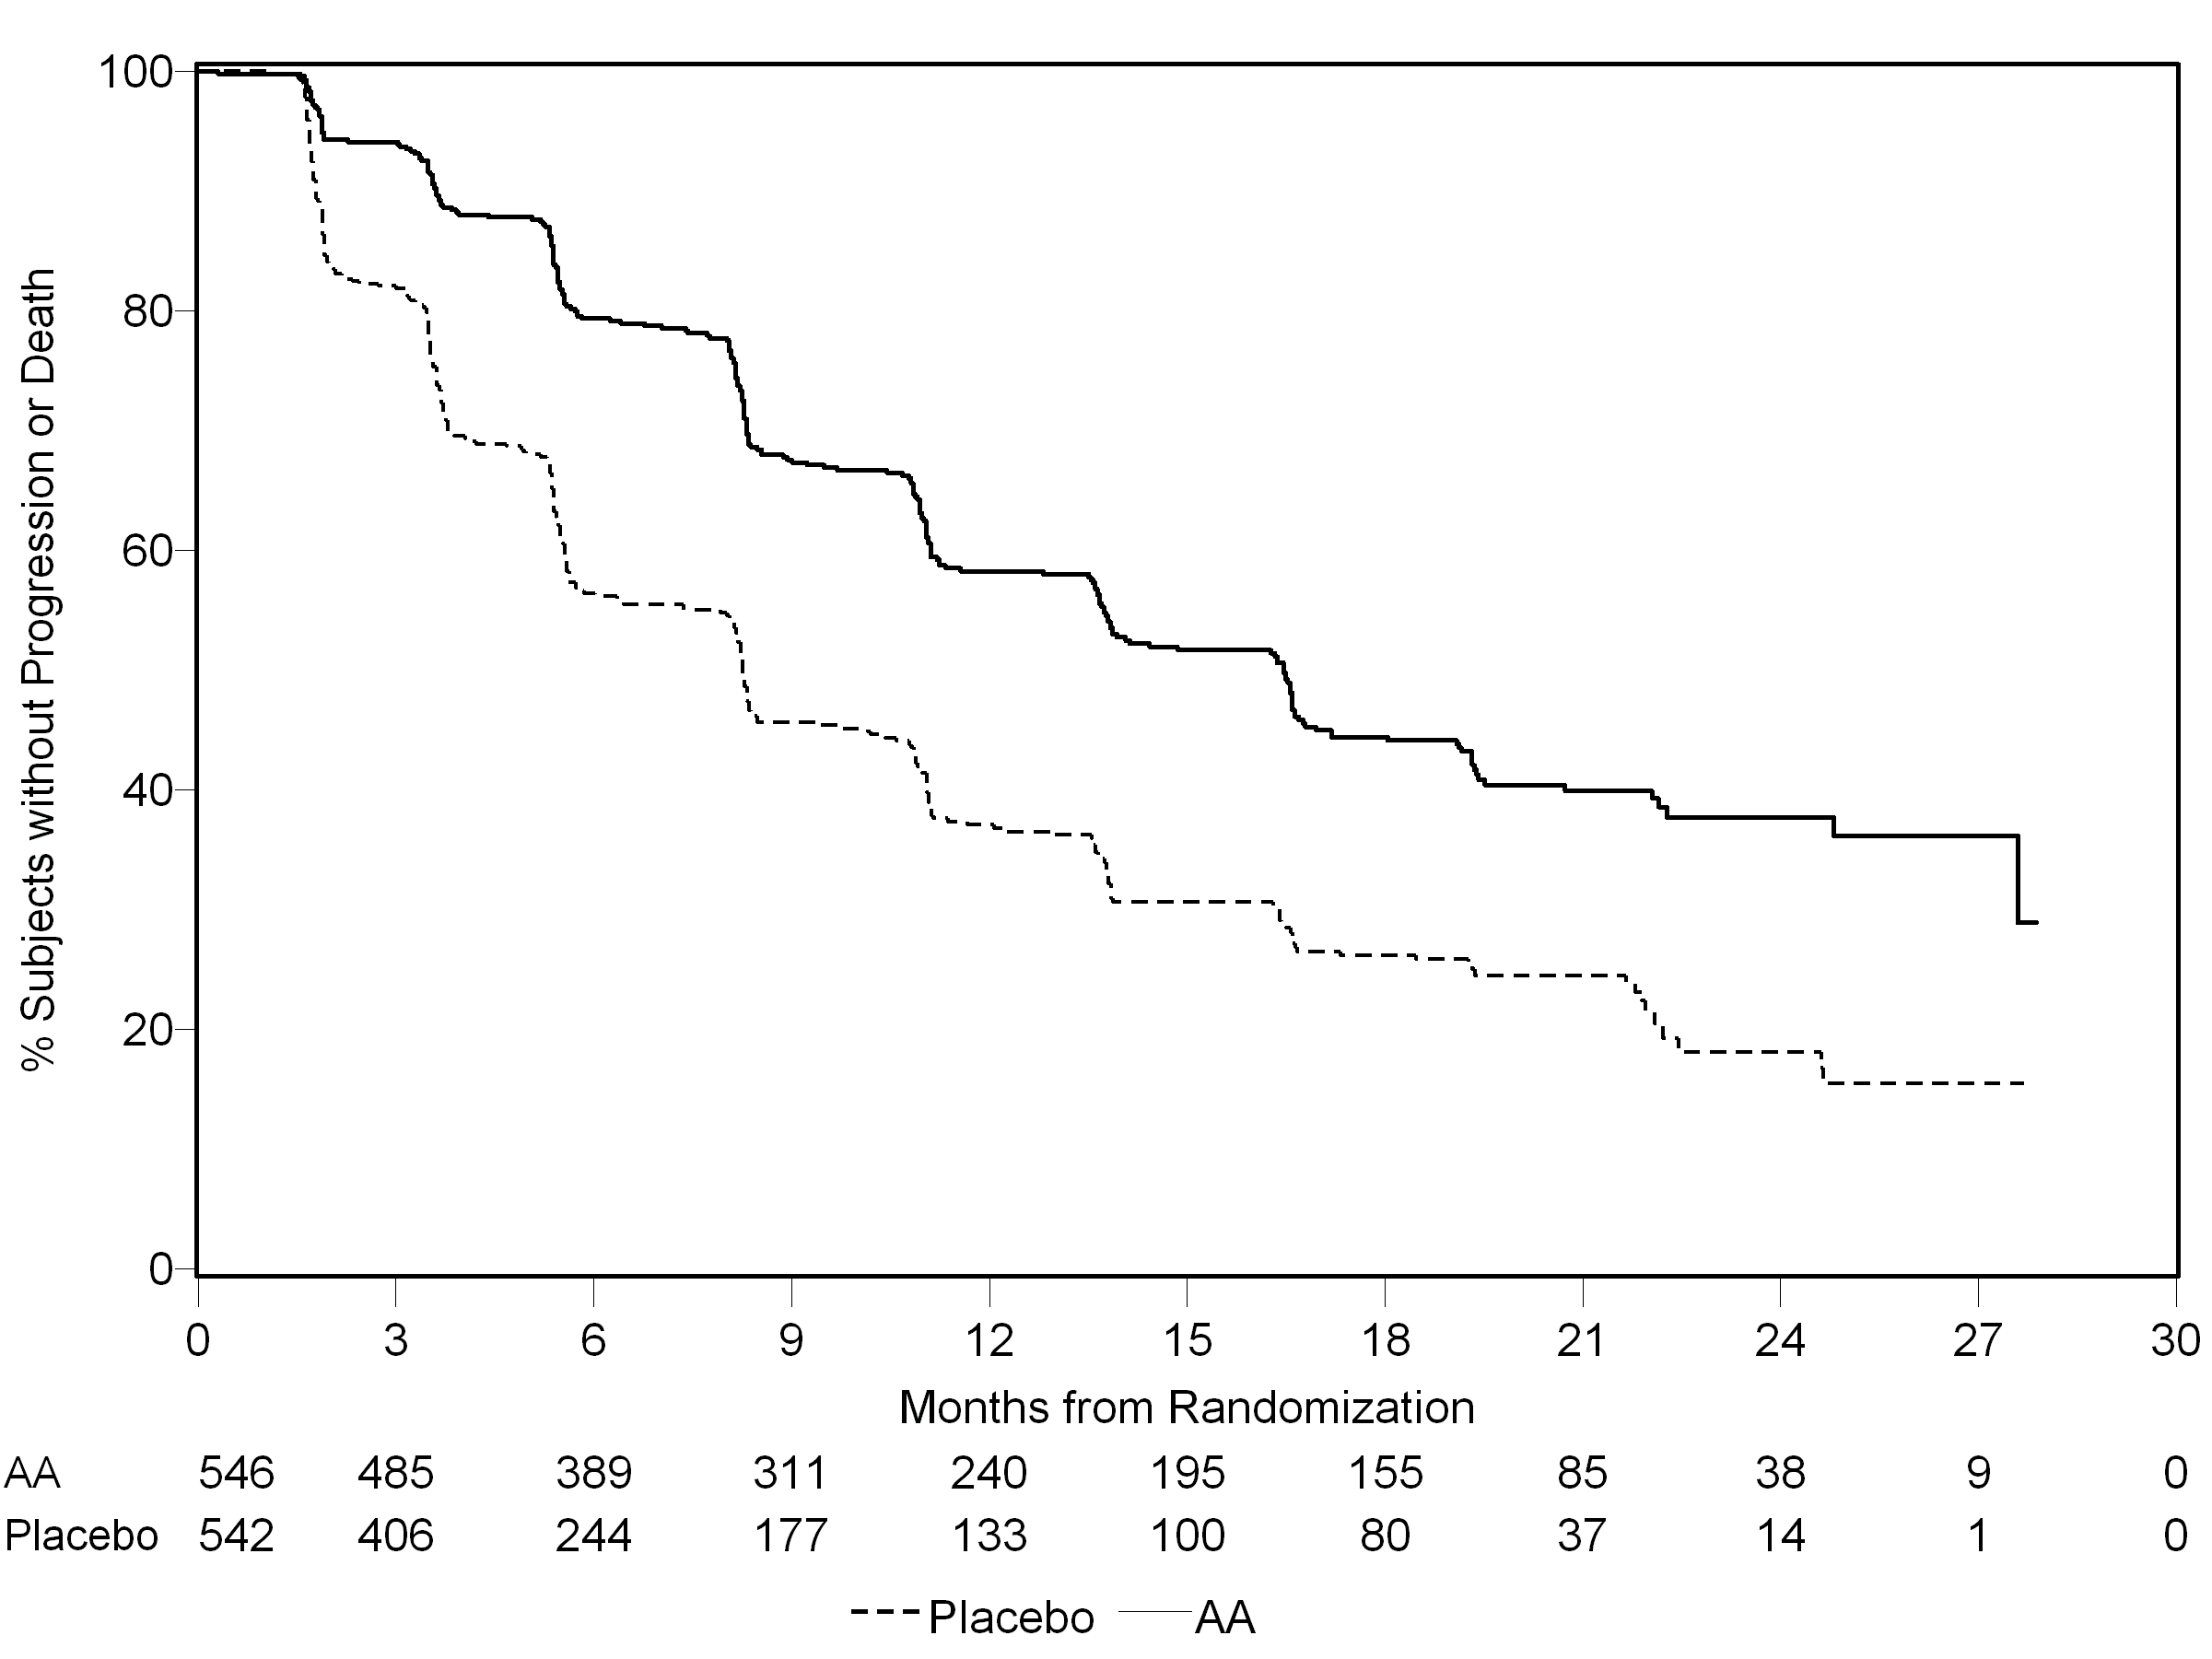 % Subjects without Progression or Death
100
80
60
40
20
0
0 3 6 9 12 15 18 21 24 27 30
Months from Randomization
AA 546 485 389 311 240 195 155 85 38 9 0
Placebo 542 406 244 177 133 100 80 37 14 1 0
Placebo AA